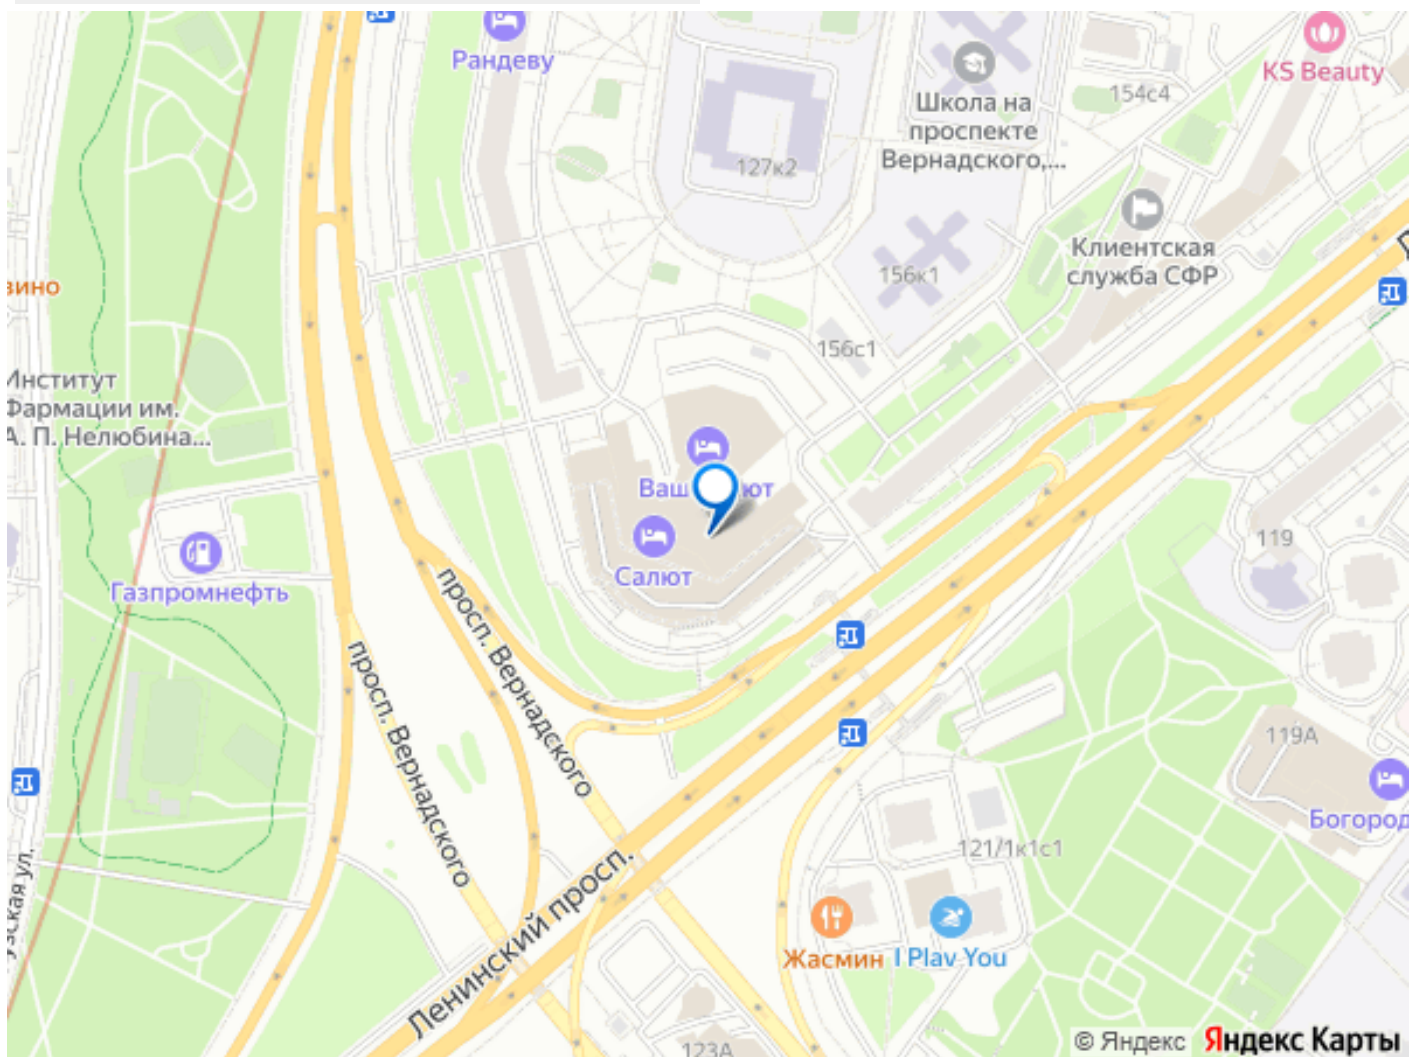 Рандеву
KS Beauty
Школа на
проспекте
Вернадского,...
154с4
127к2
Клиентская
служба СФР
156к1
156с1
зино
Институт
Фармации им.
А. П. Нелюбина...
Салют
119
Газпромнефть
просп. Вернадского
просп. Вернадского
119А
Богород
121/1к1с1
Ленинский просп.
Жасмин
I Play You
123А
© Яндекс
Яндекс Карты